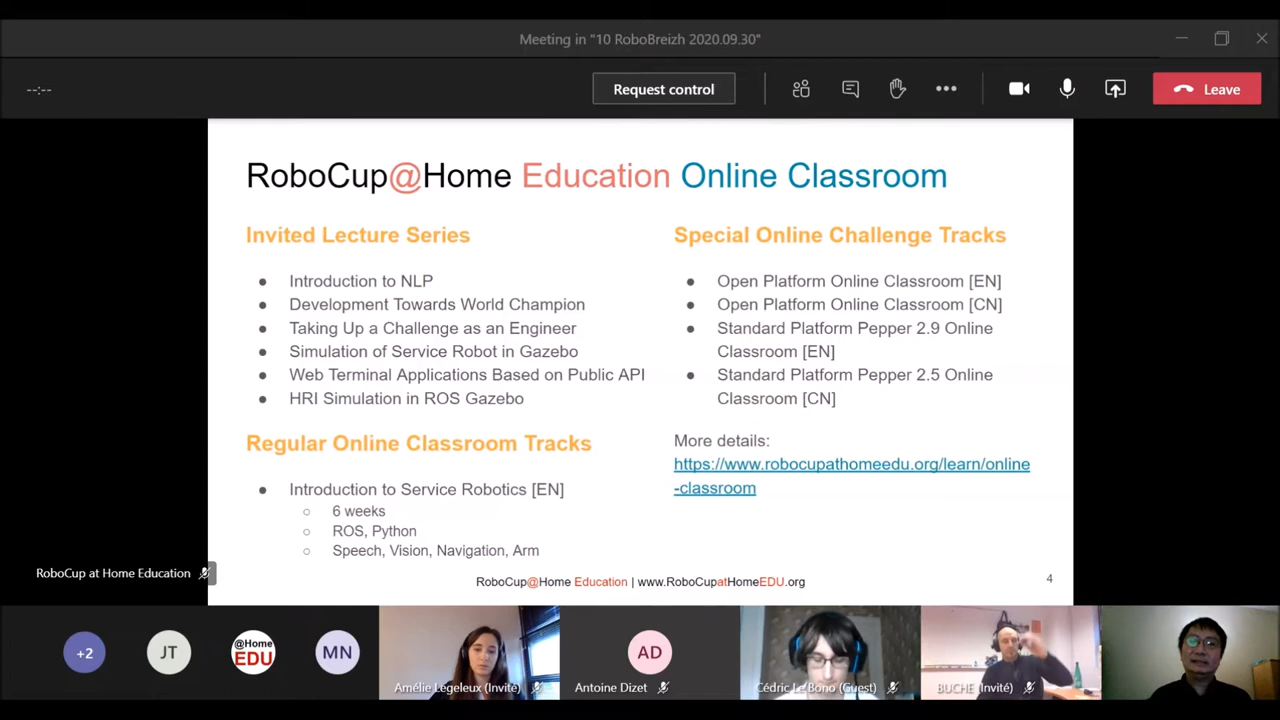 Meeting in "10 RoboBreizh 2020.09.30"
--:--
Request control
Leave
RoboCup@Home Education Online Classroom
Invited Lecture Series
● Introduction to NLP
● Development Towards World Champion
● Taking Up a Challenge as an Engineer
● Simulation of Service Robot in Gazebo
● Web Terminal Applications Based on Public API
● HRI Simulation in ROS Gazebo
Regular Online Classroom Tracks
● Introduction to Service Robotics [EN]
○ 6 weeks
○ ROS, Python
○ Speech, Vision, Navigation, Arm
Special Online Challenge Tracks
● Open Platform Online Classroom [EN]
● Open Platform Online Classroom [CN]
● Standard Platform Pepper 2.9 Online
Classroom [EN]
● Standard Platform Pepper 2.5 Online
Classroom [CN]
More details:
https://www.robocupathomeedu.org/learn/online
-classroom
RoboCup at Home Education
RoboCup@Home Education | www.RoboCupatHomeEDU.org
4
+2
JT
@Home
EDU
MN
Amélie Legeleux (Invité)
AD
Antoine Dizet
Cédric Le Bono (Guest)
BUCHE (Invité)